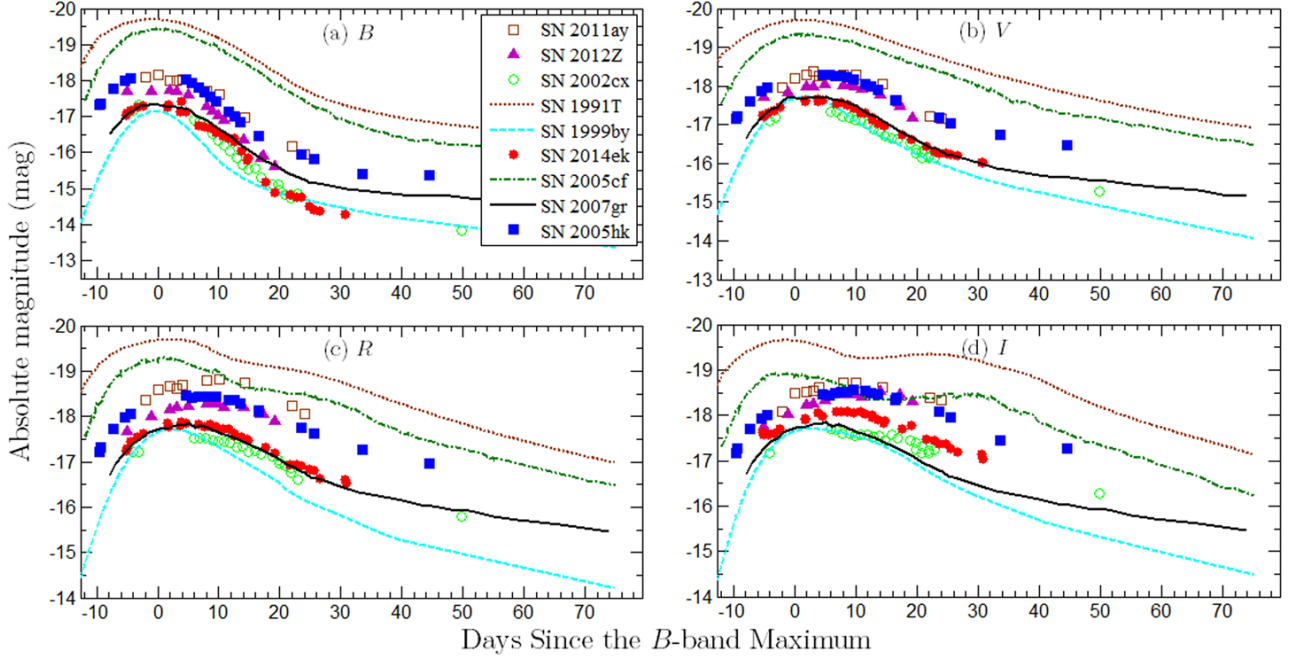 (a) B
SN 2011ay
SN 2012Z
SN 2002cx
SN 1991T
SN 1999by
SN 2014ek
SN 2005cf
SN 2007gr
SN 2005hk
-20
-19
-18
-17
-16
-15
-14
-13
-10 0 10 20 30 40 50 60 70
(b) V
-20
-19
-18
-17
-16
-15
-14
-13
-10 0 10 20 30 40 50 60 70
(c) R
-20
-19
-18
-17
-16
-15
-14
-10 0 10 20 30 40 50 60 70
(d) I
-20
-19
-18
-17
-16
-15
-14
-10 0 10 20 30 40 50 60 70
Absolute magnitude (mag)
Days Since the B-band Maximum